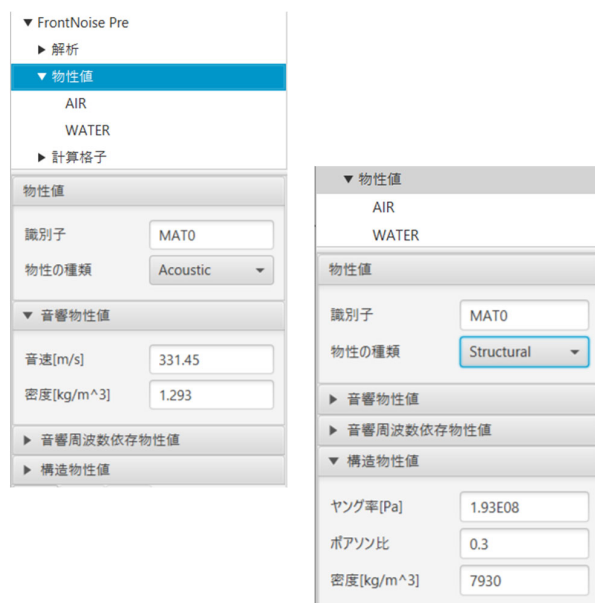 ▼ FrontNoise Pre
▶ 解析
▼ 物性値
AIR
WATER
▶ 計算格子
物性値
識別子 MAT0
物性の種類 Acoustic
▼ 音響物性値
音速[m/s] 331.45
密度[kg/m^3] 1.293
▶ 音響周波数依存物性値
▶ 構造物性値
▼ 物性値
AIR
WATER
物性値
識別子 MAT0
物性の種類 Structural
▶ 音響物性値
▶ 音響周波数依存物性値
▼ 構造物性値
ヤング率[Pa] 1.93E08
ポアソン比 0.3
密度[kg/m^3] 7930